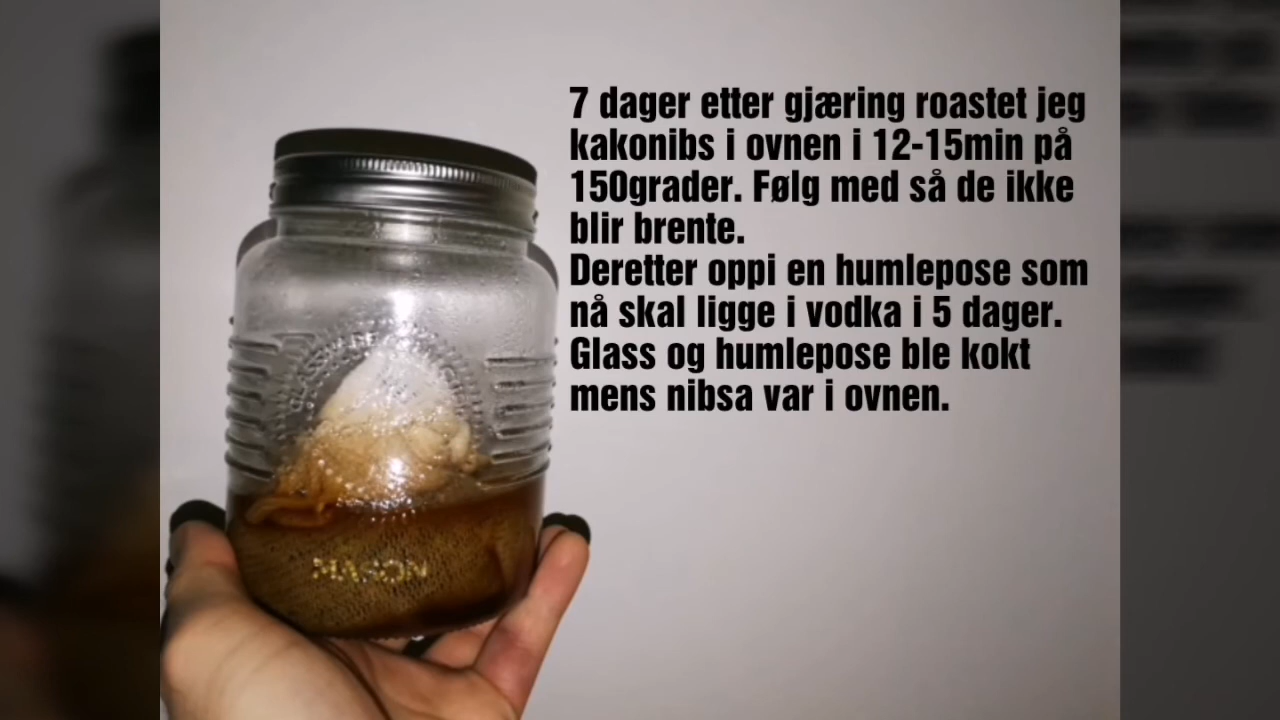 7 dager etter gjæring roastet jeg
kakonibs i ovnen i 12-15min på
150grader. Følg med så de ikke
blir brente.
Deretter oppi en humlepose som
nå skal ligge i vodka i 5 dager.
Glass og humlepose ble kokt
mens nibsa var i ovnen.
MASON